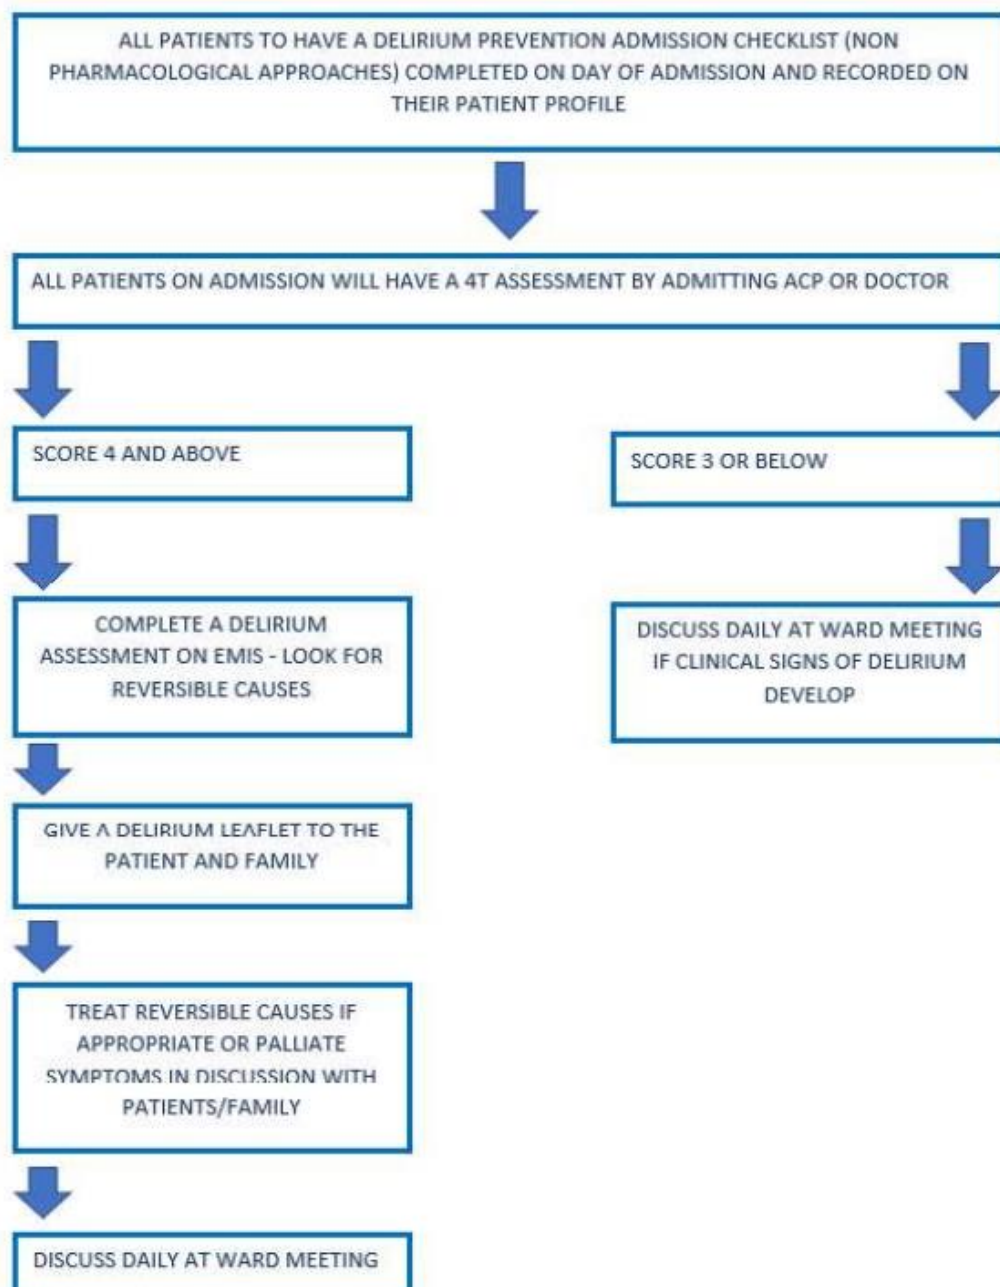 ALL PATIENTS TO HAVE A DELIRIUM PREVENTION ADMISSION CHECKLIST (NON
PHARMACOLOGICAL APPROACHES) COMPLETED ON DAY OF ADMISSION AND RECORDED ON
THEIR PATIENT PROFILE
ALL PATIENTS ON ADMISSION WILL HAVE A 4T ASSESSMENT BY ADMITTING ACP OR DOCTOR
SCORE 4 AND ABOVE
SCORE 3 OR BELOW
COMPLETE A DELIRIUM
ASSESSMENT ON EMIS - LOOK FOR
REVERSIBLE CAUSES
DISCUSS DAILY AT WARD MEETING
IF CLINICAL SIGNS OF DELIRIUM
DEVELOP
GIVE A DELIRIUM LEAFLET TO THE
PATIENT AND FAMILY
TREAT REVERSIBLE CAUSES IF
APPROPRIATE OR PALLIATE
SYMPTOMS IN DISCUSSION WITH
PATIENTS/FAMILY
DISCUSS DAILY AT WARD MEETING